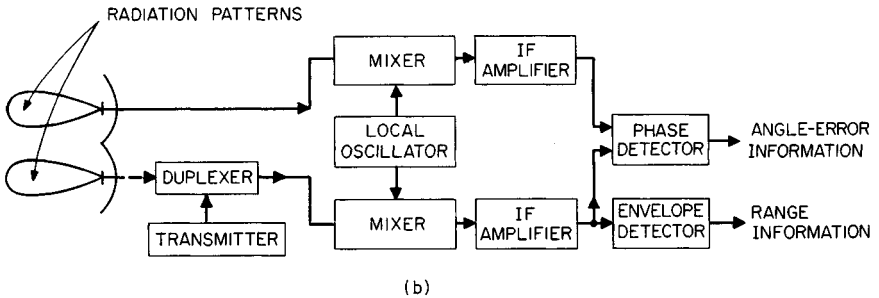 RADIATION PATTERNS
MIXER
IF
AMPLIFIER
LOCAL
OSCILLATOR
PHASE
DETECTOR
ANGLE-ERROR
INFORMATION
DUPLEXER
TRANSMITTER
MIXER
IF
AMPLIFIER
ENVELOPE
DETECTOR
RANGE
INFORMATION
(b)